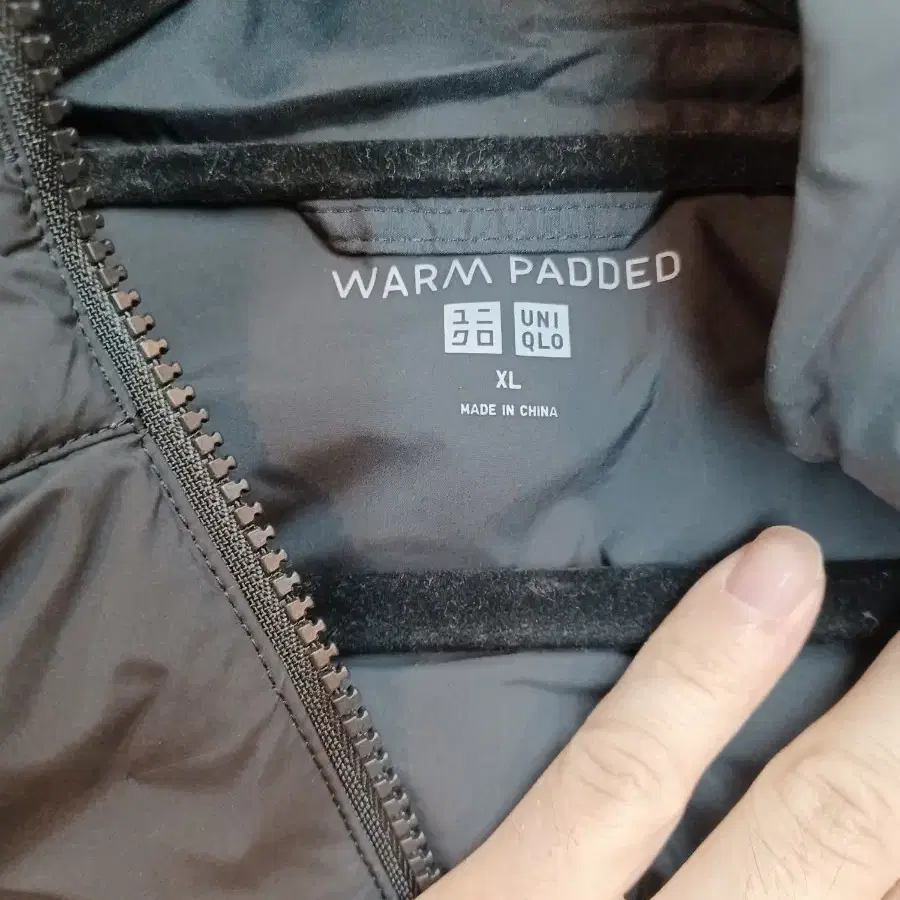 WARM PADDED
ユニ UNI
クロ QLO
XL
MADE IN CHINA